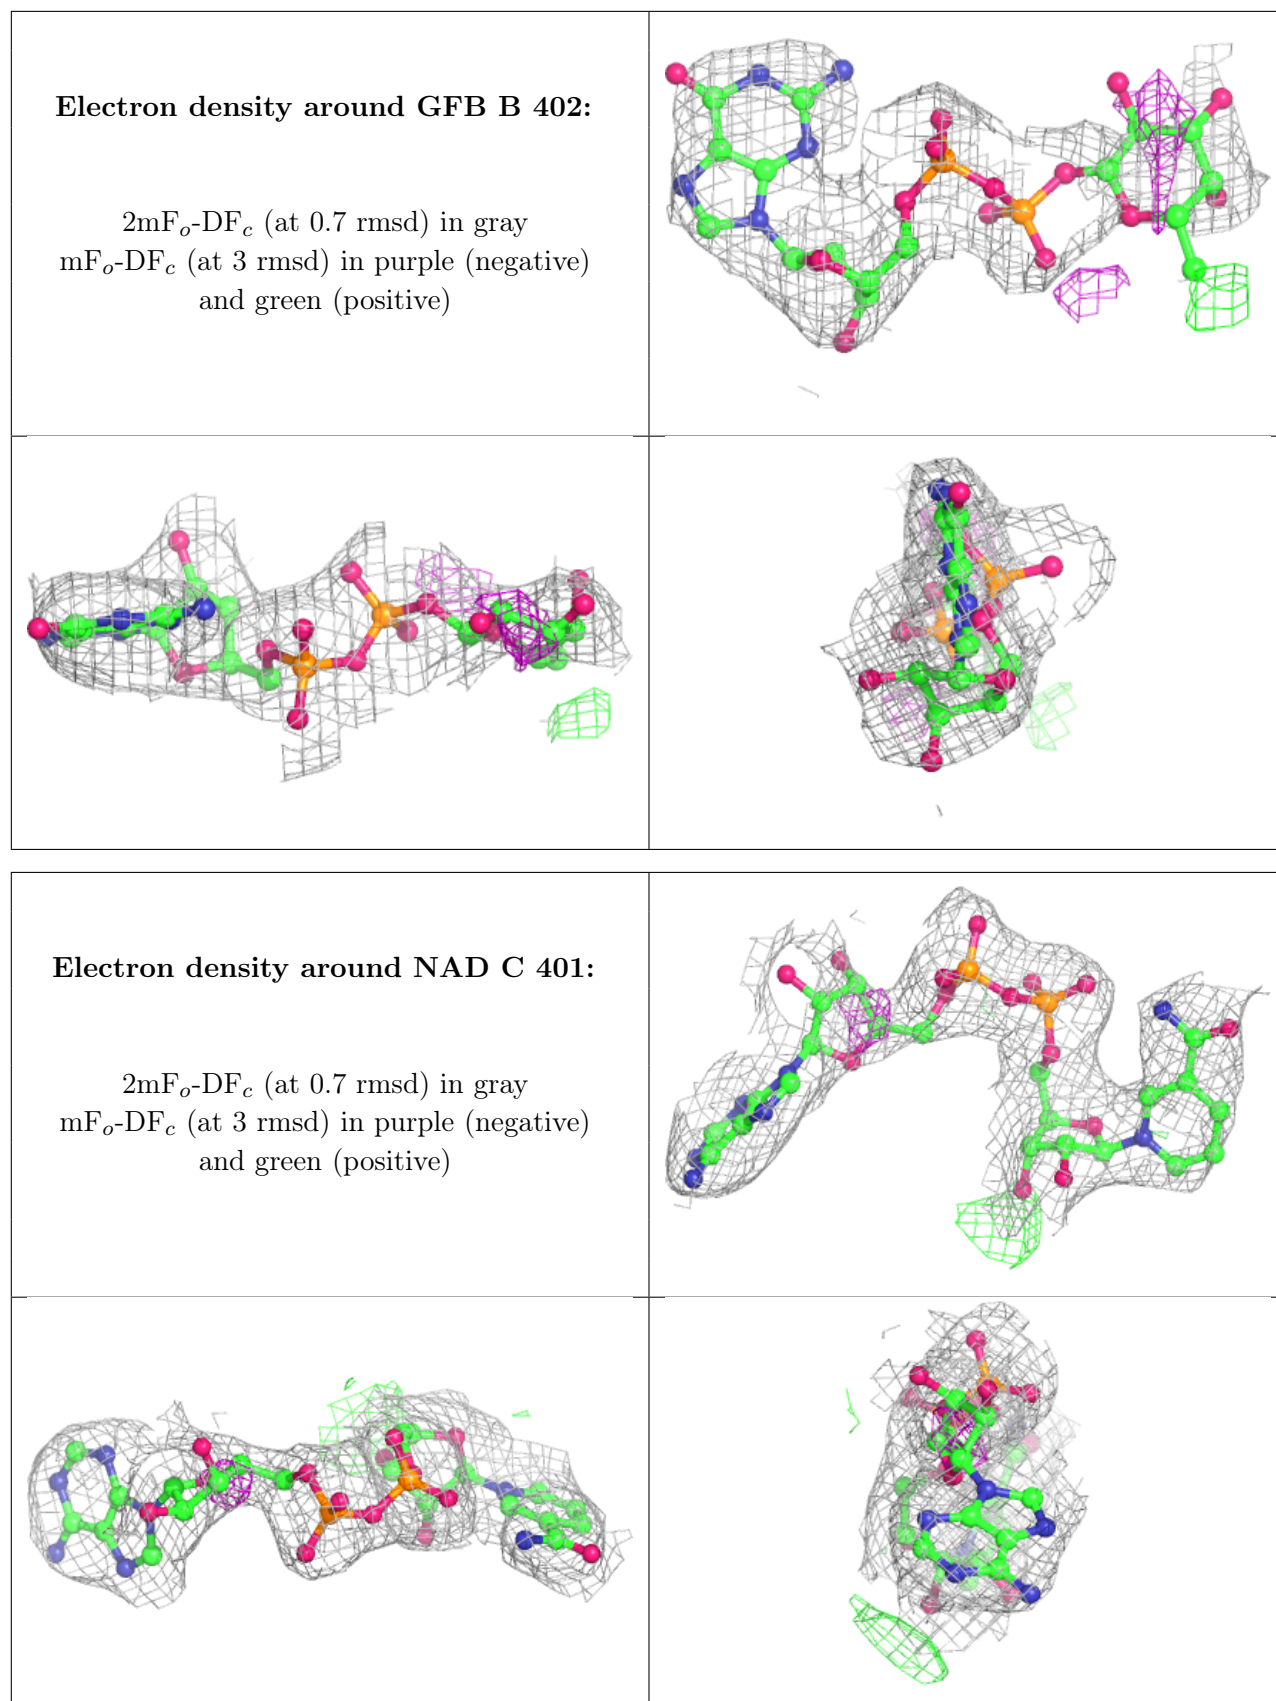 Electron density around GFB B 402:
2mFo-DFc (at 0.7 rmsd) in gray
mFo-DFc (at 3 rmsd) in purple (negative)
and green (positive)
Electron density around NAD C 401:
2mFo-DFc (at 0.7 rmsd) in gray
mFo-DFc (at 3 rmsd) in purple (negative)
and green (positive)